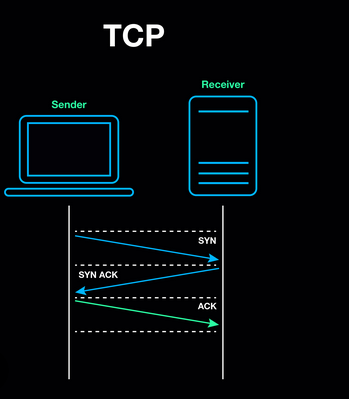 TCP
Receiver
Sender
SYN
SYN ACK
ACK